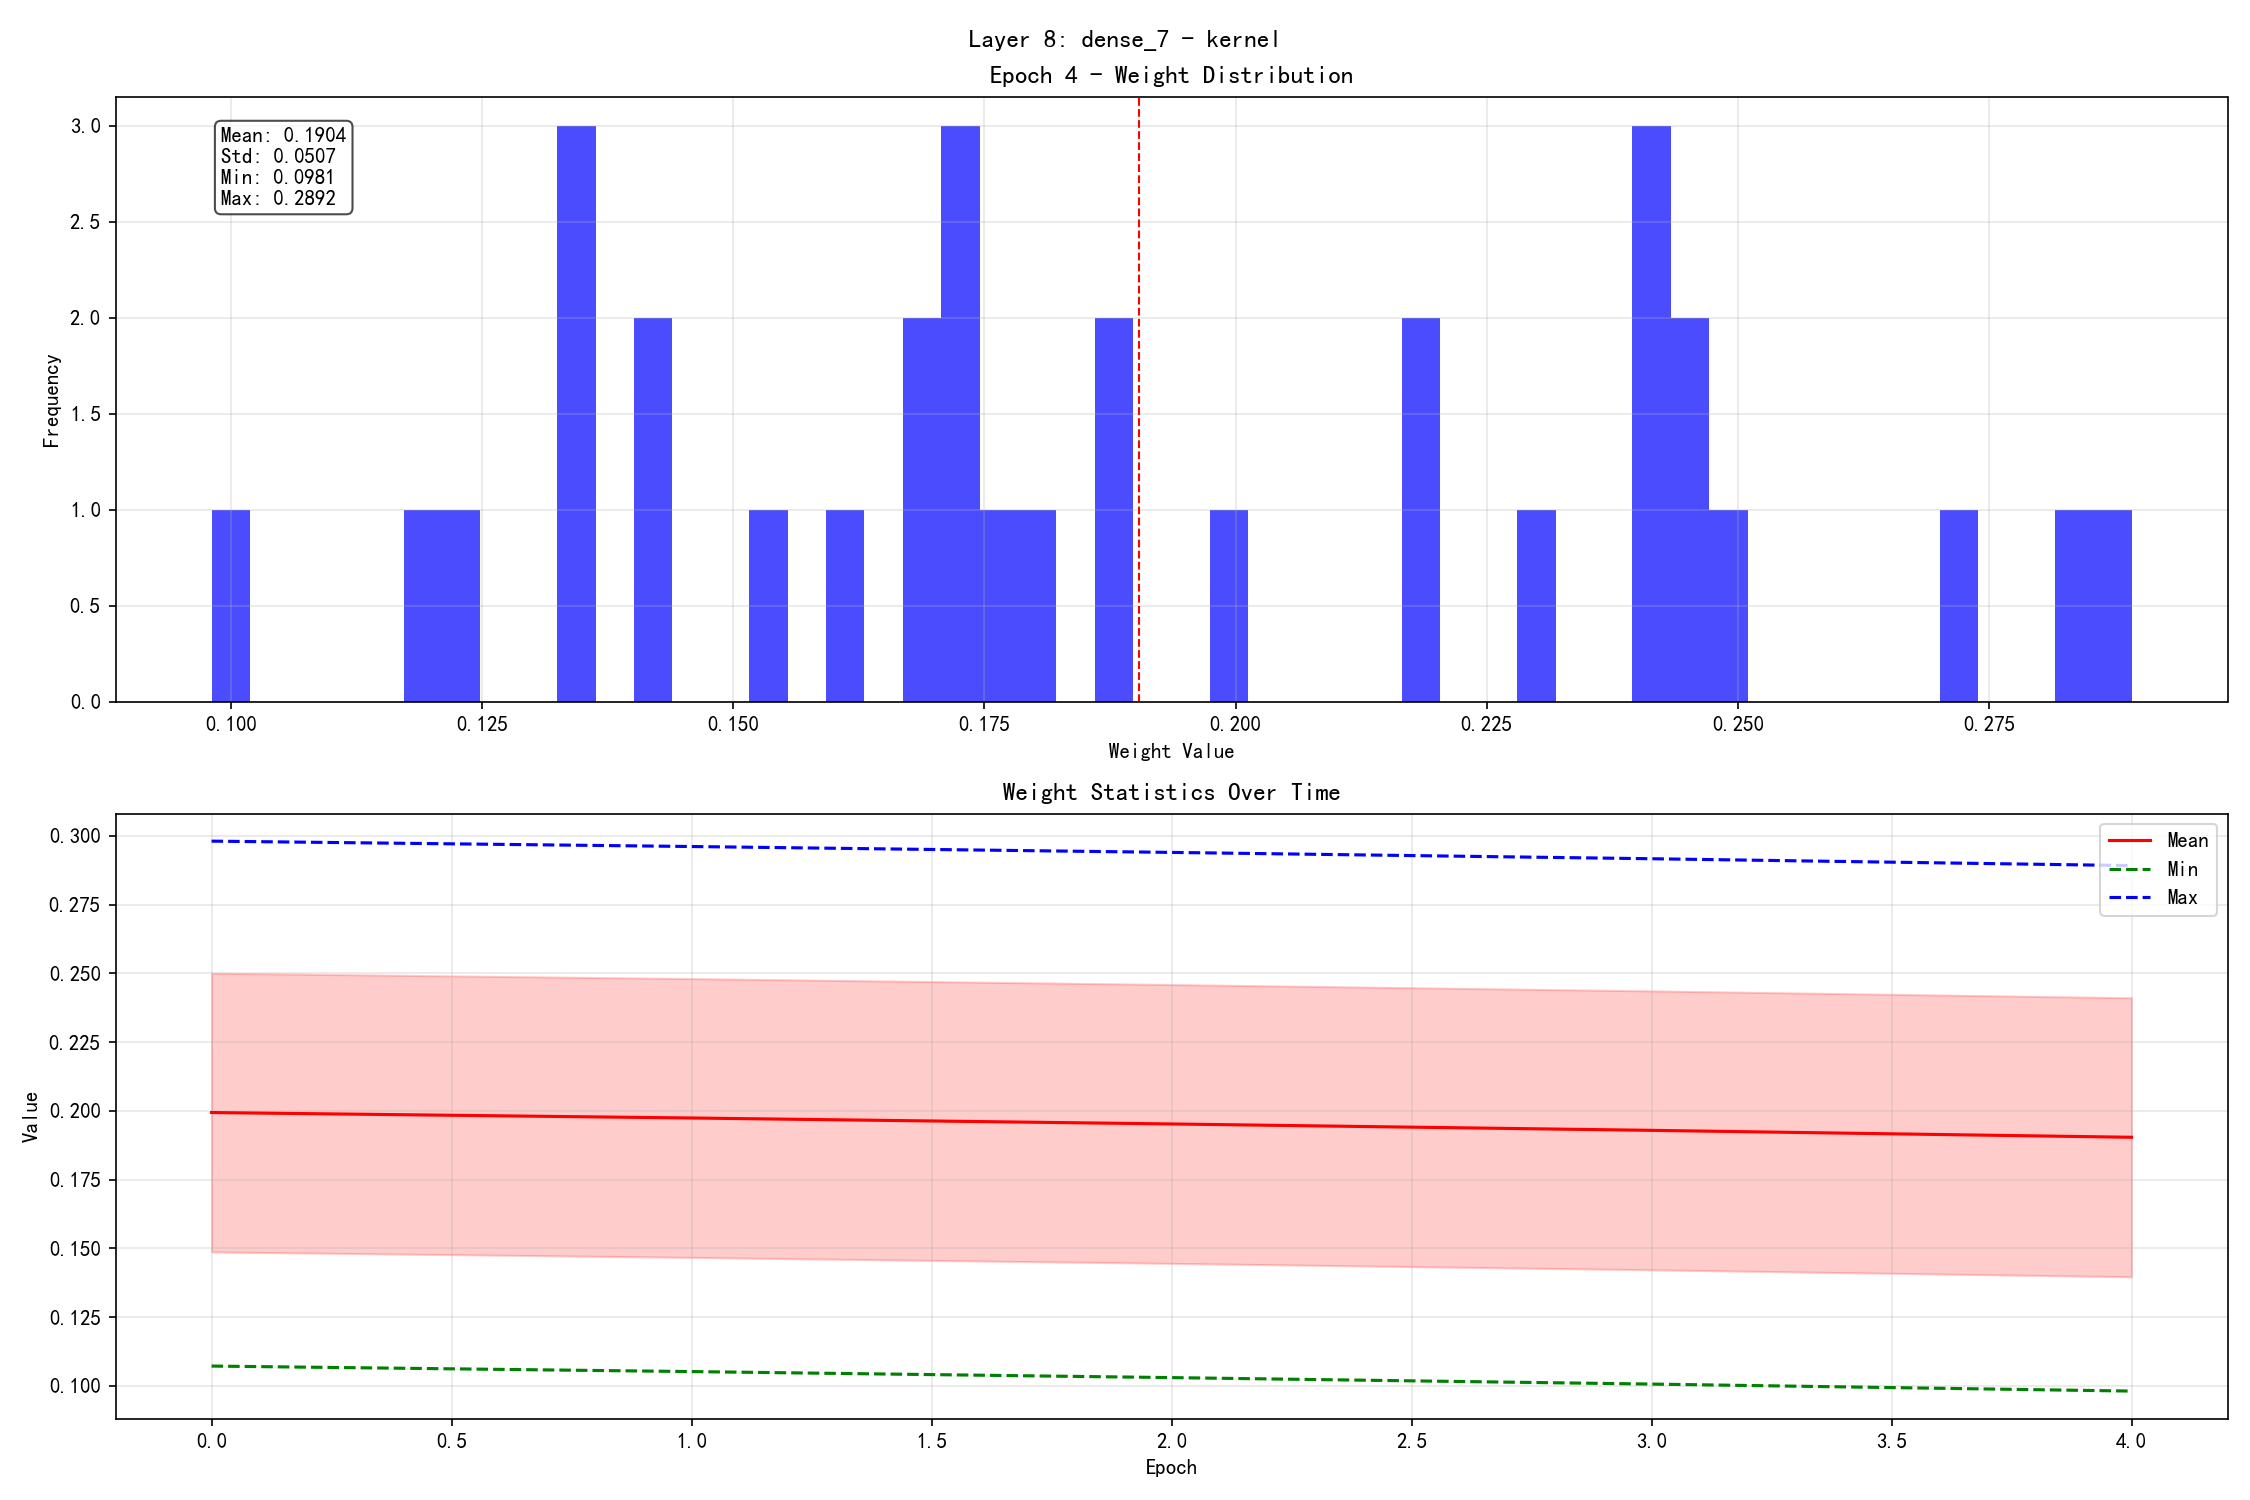 Layer 8: dense_7 - kernel
Epoch 4 - Weight Distribution
Mean: 0.1904
Std: 0.0507
Min: 0.0981
Max: 0.2892
3.0
2.5
2.0
1.5
1.0
0.5
0.0
Frequency
0.100 0.125 0.150 0.175 0.200 0.225 0.250 0.275
Weight Value
Weight Statistics Over Time
Mean
Min
Max
0.300
0.275
0.250
0.225
0.200
0.175
0.150
0.125
0.100
Value
0.0 0.5 1.0 1.5 2.0 2.5 3.0 3.5 4.0
Epoch